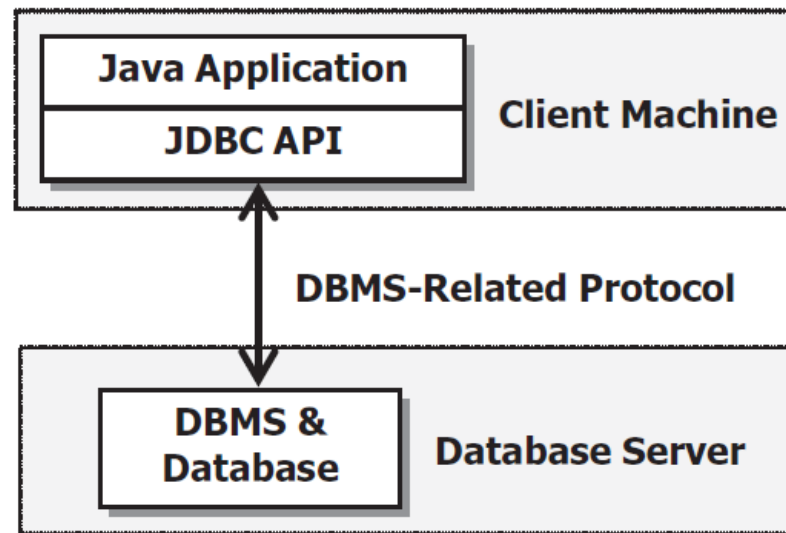 Java Application
JDBC API
Client Machine
DBMS-Related Protocol
DBMS &
Database
Database Server